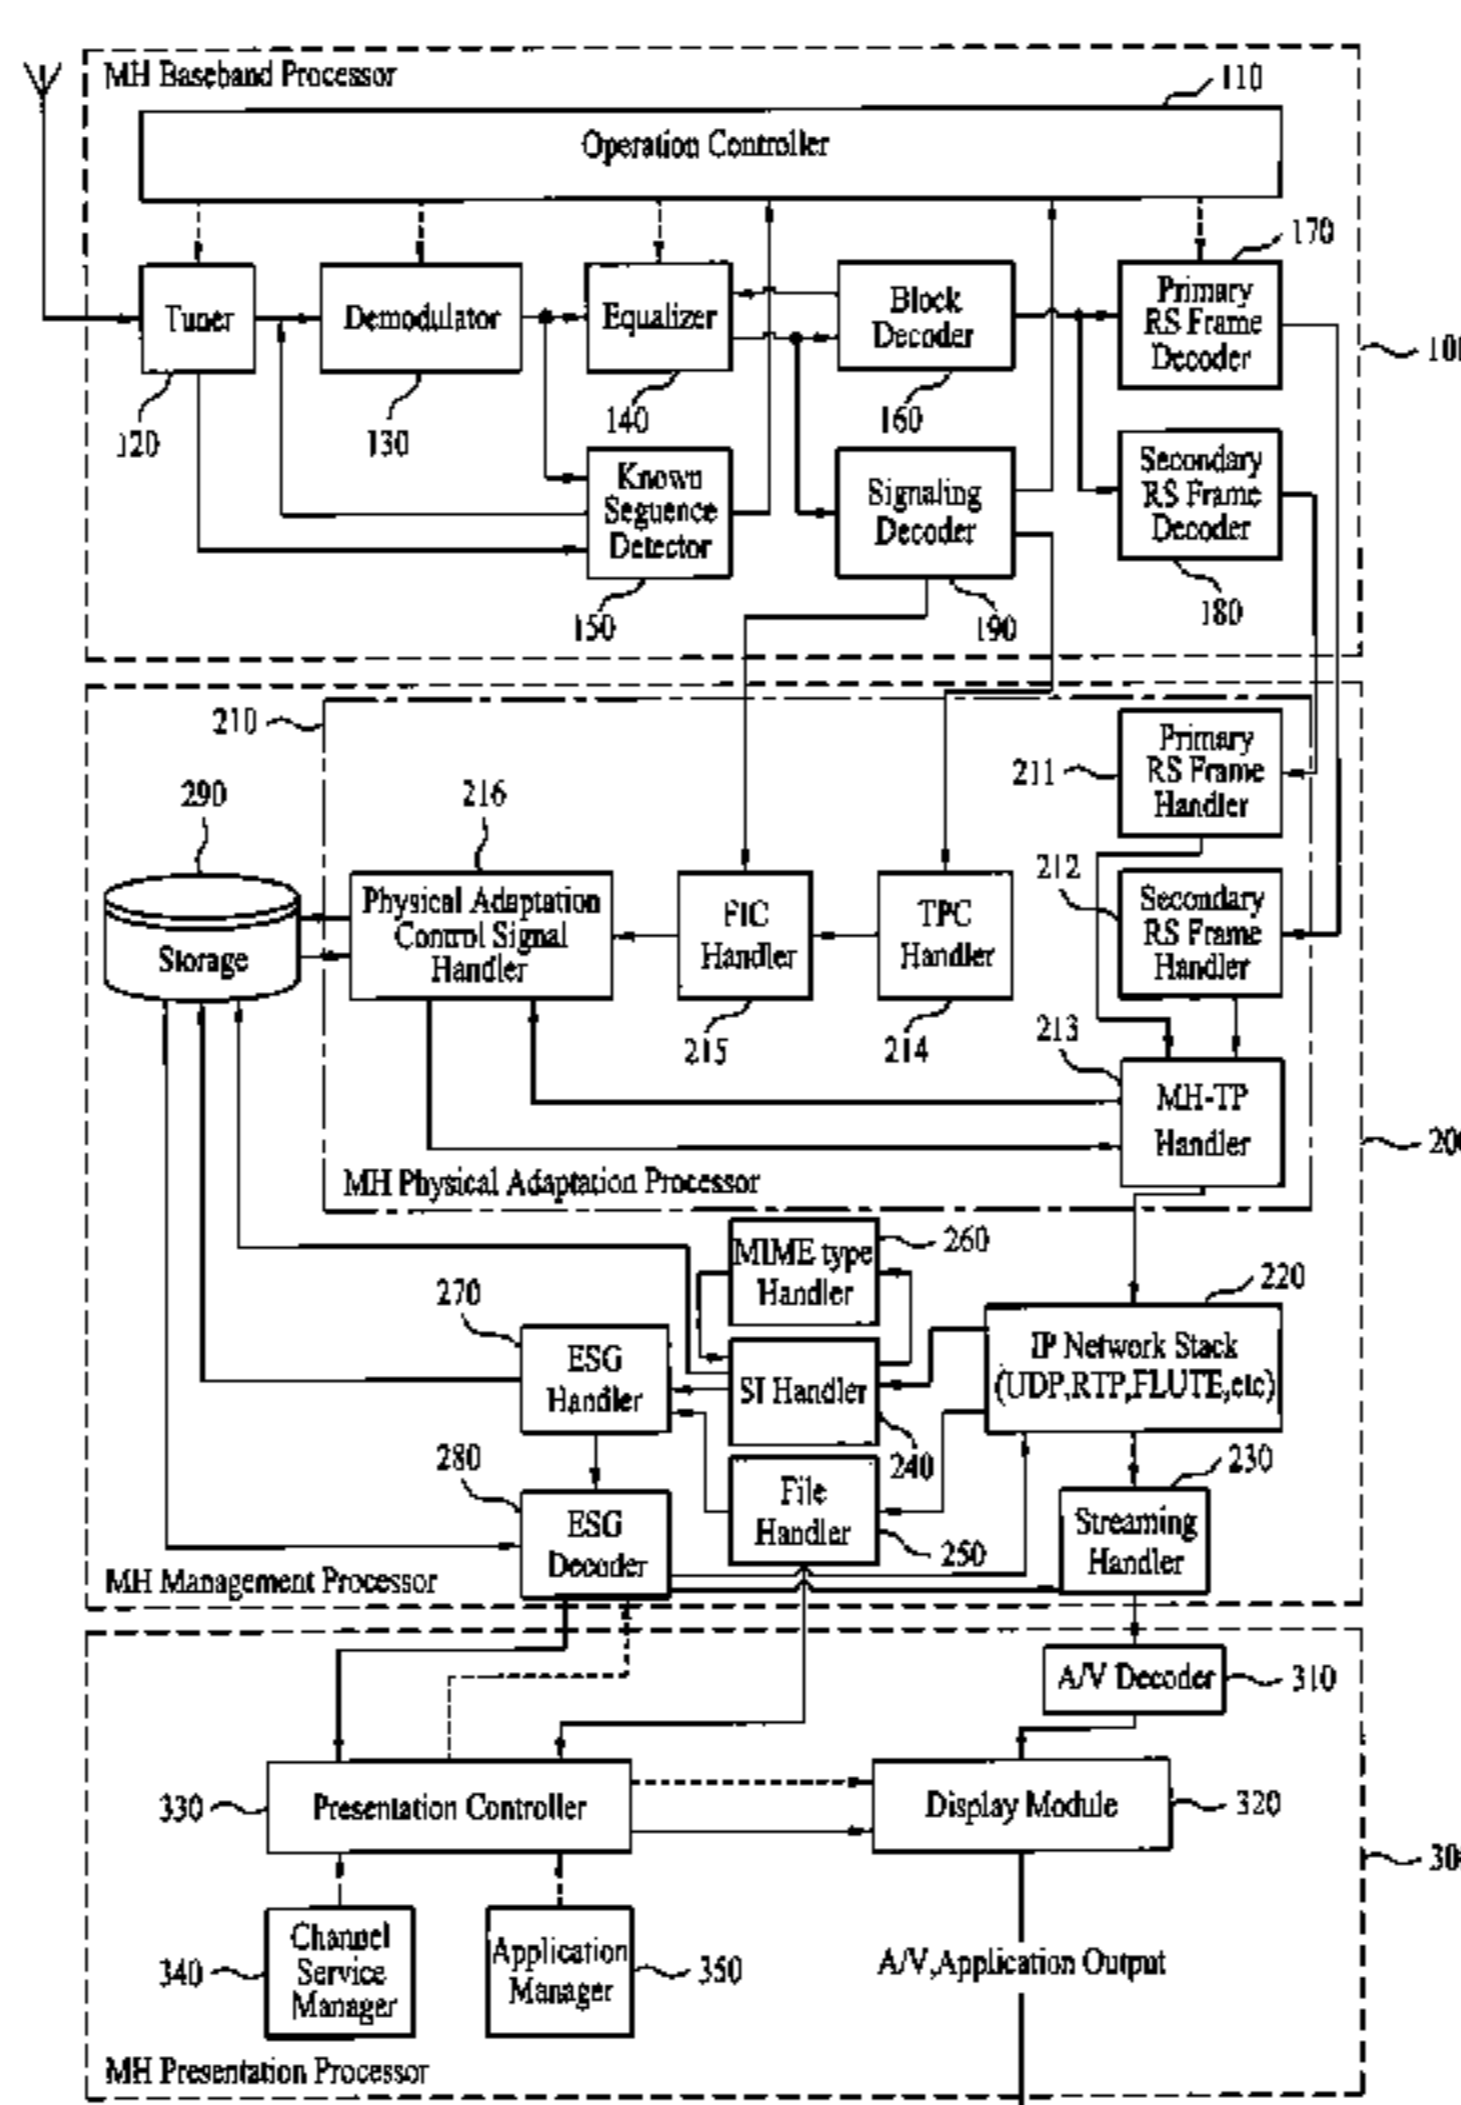 MH Baseband Processor
110
Operation Controller
170
Tuner
Demodulator
Equalizer
Block
Decoder
Primary
RS Frame
Decoder
120
130
140
160
Known
Seguence
Detector
Signaling
Decoder
Secondary
RS Frame
Decoder
150
190
180
210
Primary
RS Frame
Handler
211
290
216
212
Storage
Physical Adaptation
Control Signal
Handler
FIC
Handler
TPC
Handler
Secondary
RS Frame
Handler
215
214
213
MH-TP
Handler
MH Physical Adaptation Processor
MIME type
Handler
260
270
220
ESG
Handler
SI Handler
IP Network Stack
(UDP,RTP,FLUTE,etc)
280
240
230
ESG
Decoder
File
Handler
250
Streaming
Handler
MH Management Processor
A/V Decoder
310
330
Presentation Controller
Display Module
320
340
Channel
Service
Manager
Application
Manager
350
A/V,Application Output
MH Presentation Processor